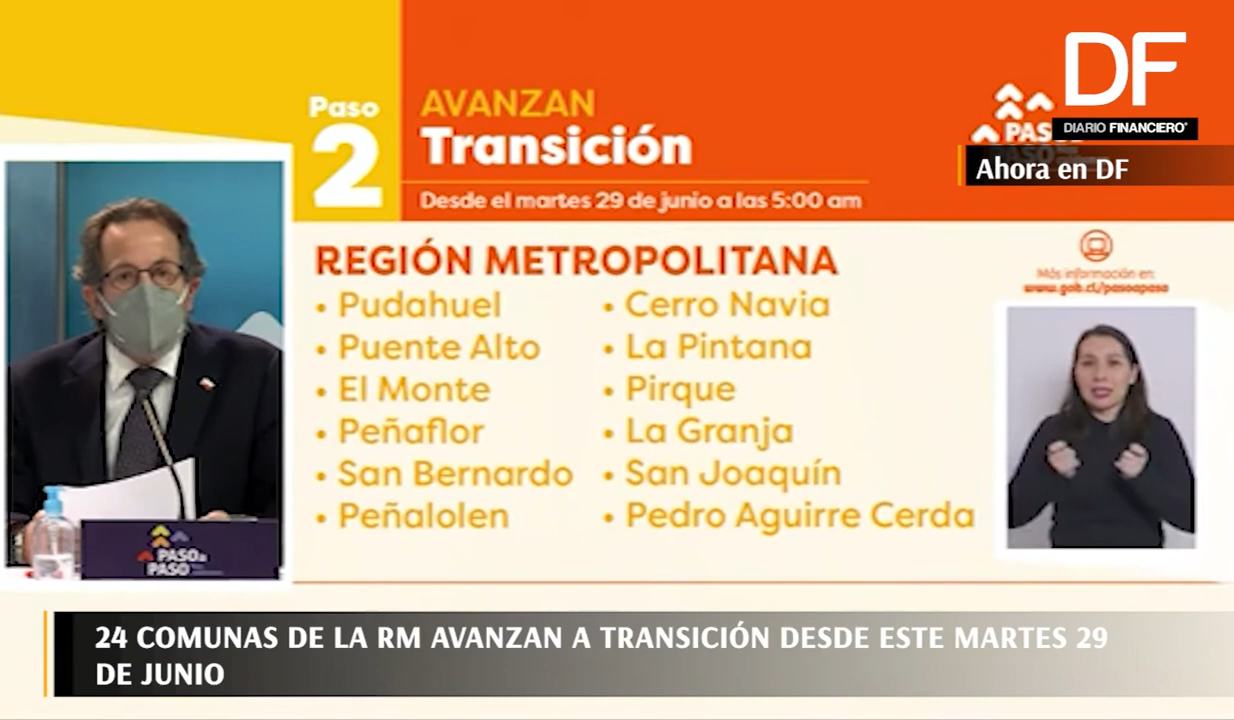 Paso
2
AVANZAN
Transición
Desde el martes 29 de junio a las 5:00 am
DF
DIARIO FINANCIERO
Ahora en DF
REGIÓN METROPOLITANA
Más información en:
www.gob.cl/pasoapaso
• Pudahuel
• Puente Alto
• El Monte
• Peñaflor
• San Bernardo
• Peñalolen
• Cerro Navia
• La Pintana
• Pirque
• La Granja
• San Joaquín
• Pedro Aguirre Cerda
PASO a
PASO
24 COMUNAS DE LA RM AVANZAN A TRANSICIÓN DESDE ESTE MARTES 29
DE JUNIO